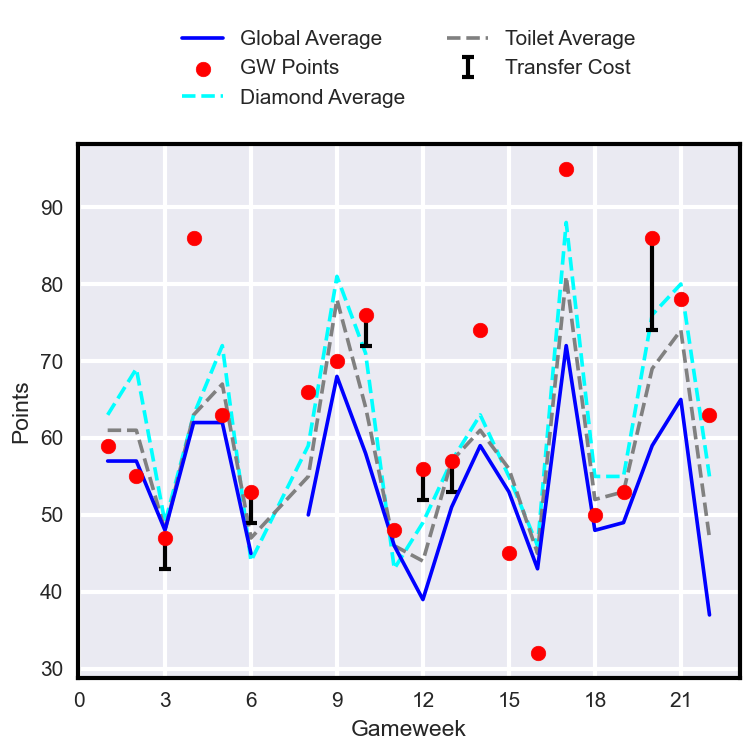 Global Average
GW Points
Diamond Average
Toilet Average
Transfer Cost
Points
90
80
70
60
50
40
30
0 3 6 9 12 15 18 21
Gameweek